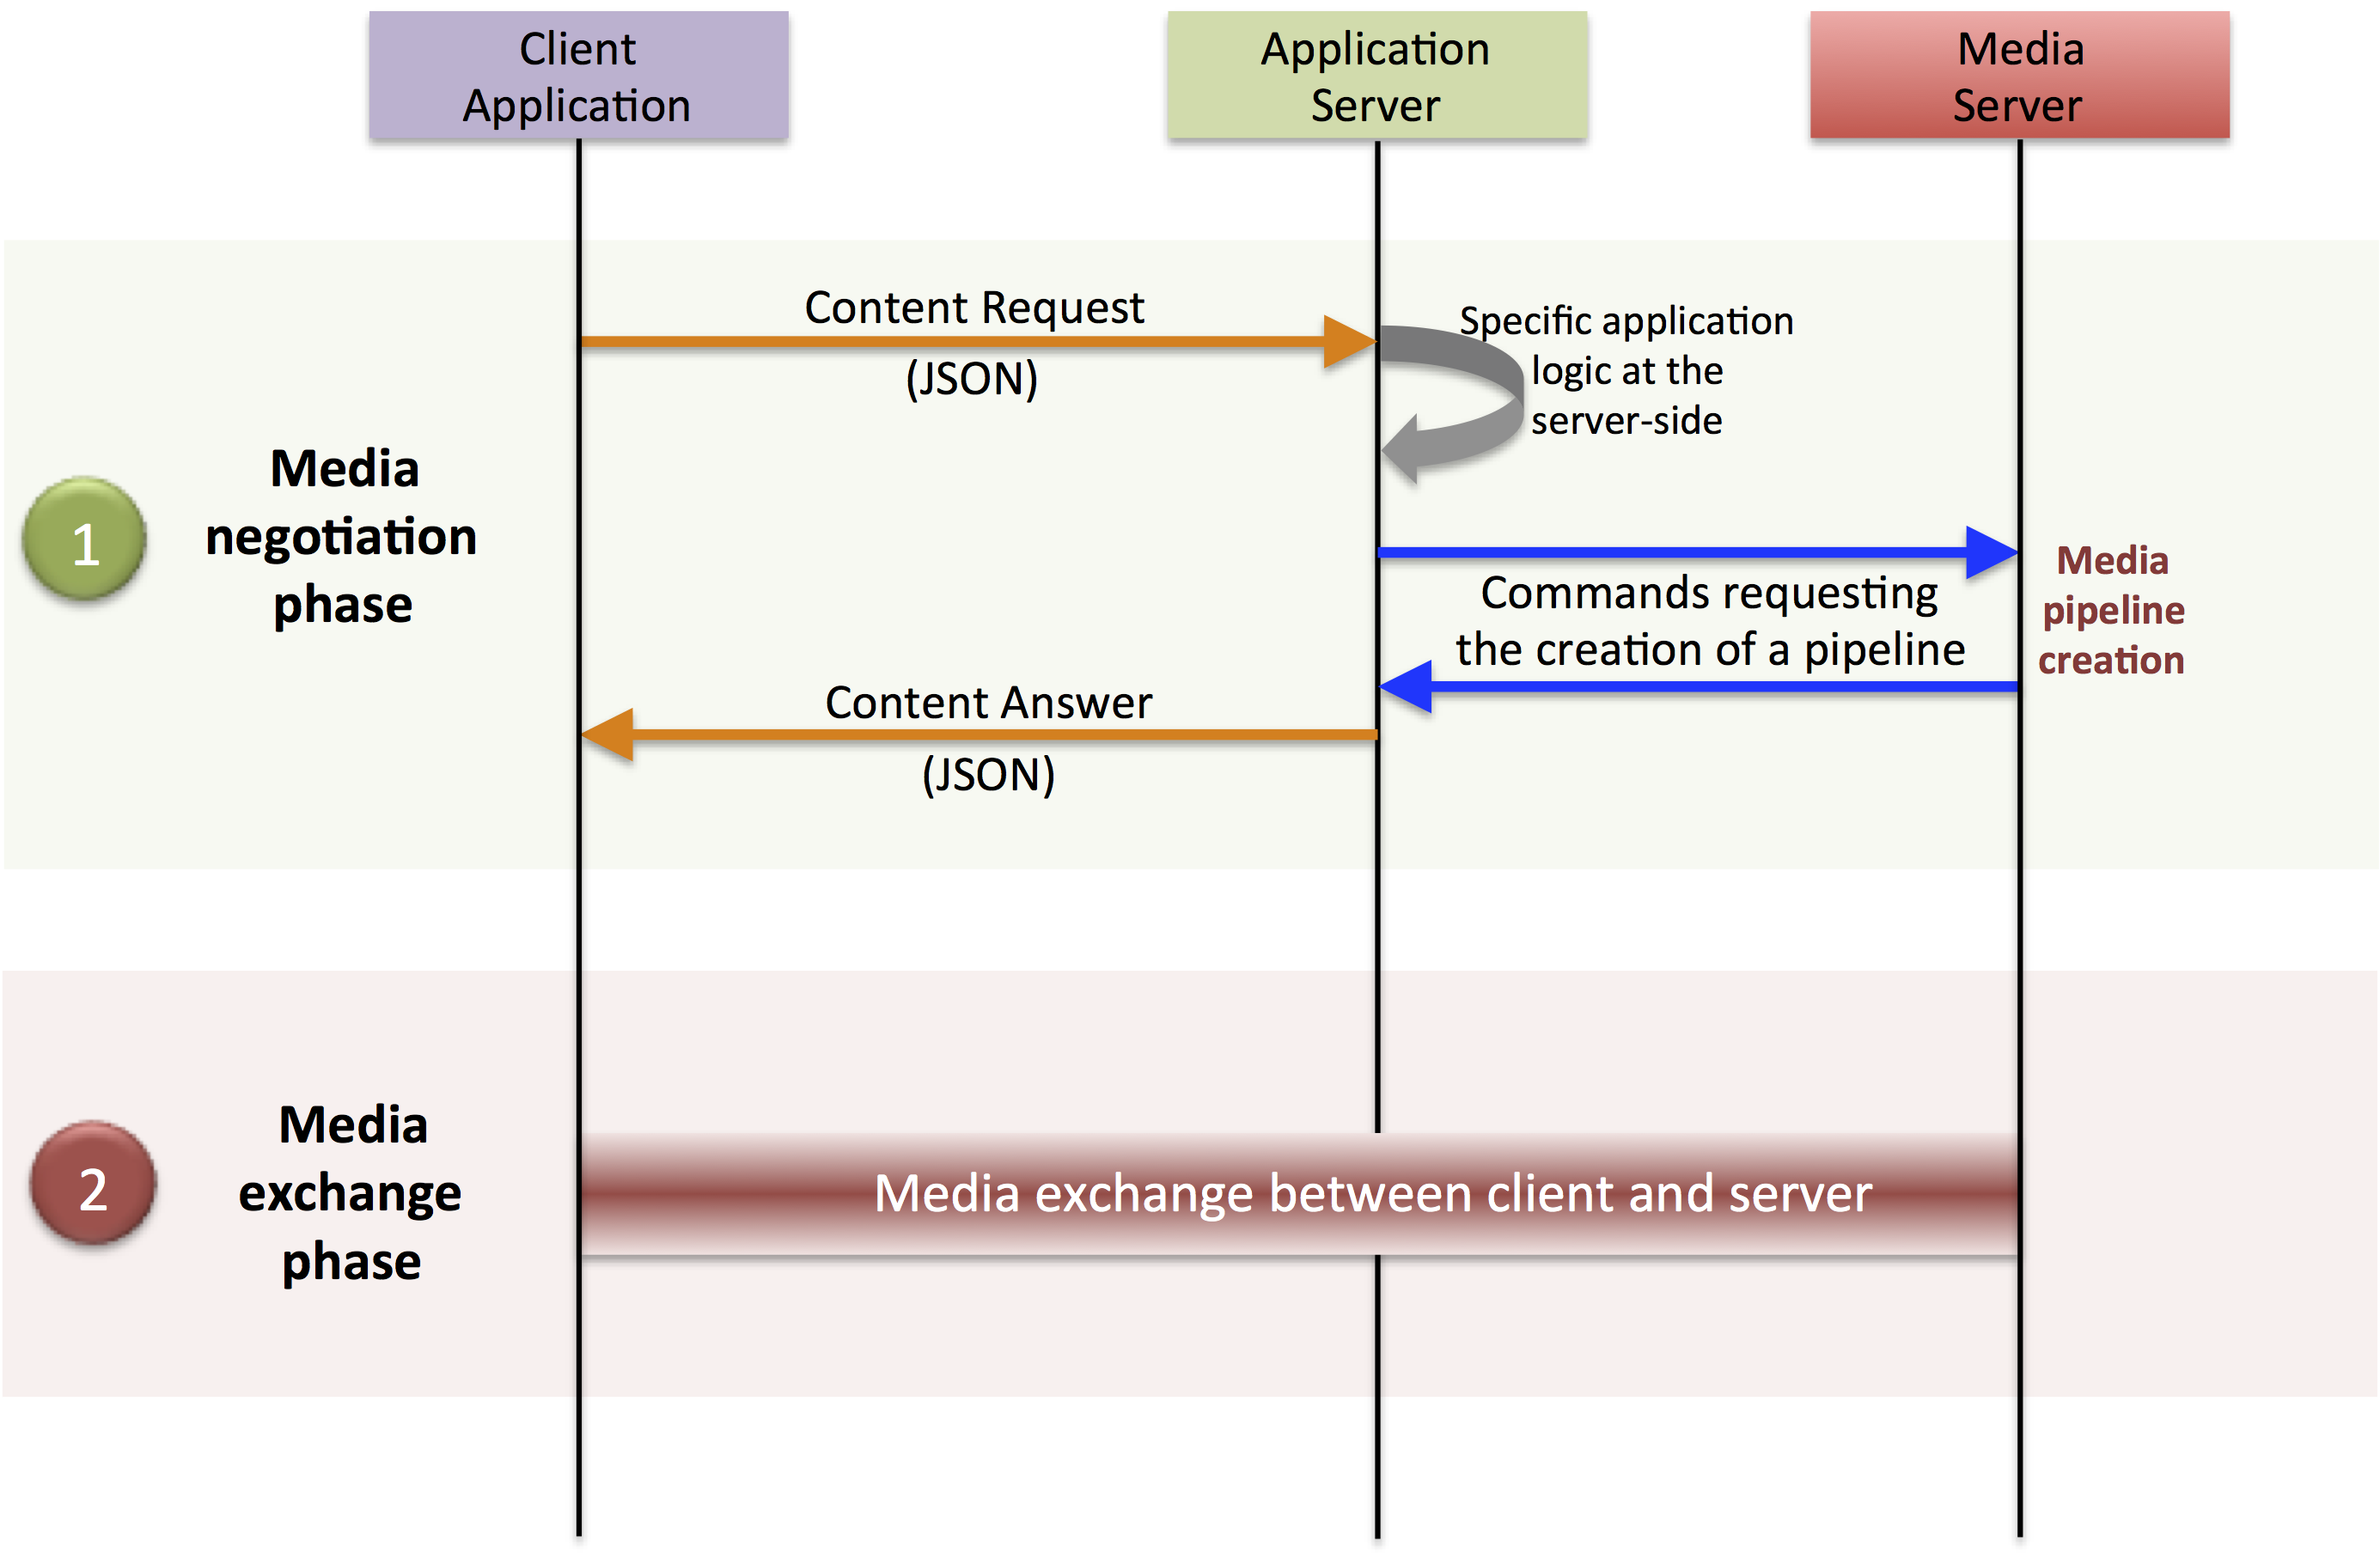 Client
Application
Application
Server
Media
Server
Content Request
(JSON)
Specific application
logic at the
server-side
1
Media
negotiation
phase
Commands requesting
the creation of a pipeline
Media
pipeline
creation
Content Answer
(JSON)
2
Media
exchange
phase
Media exchange between client and server